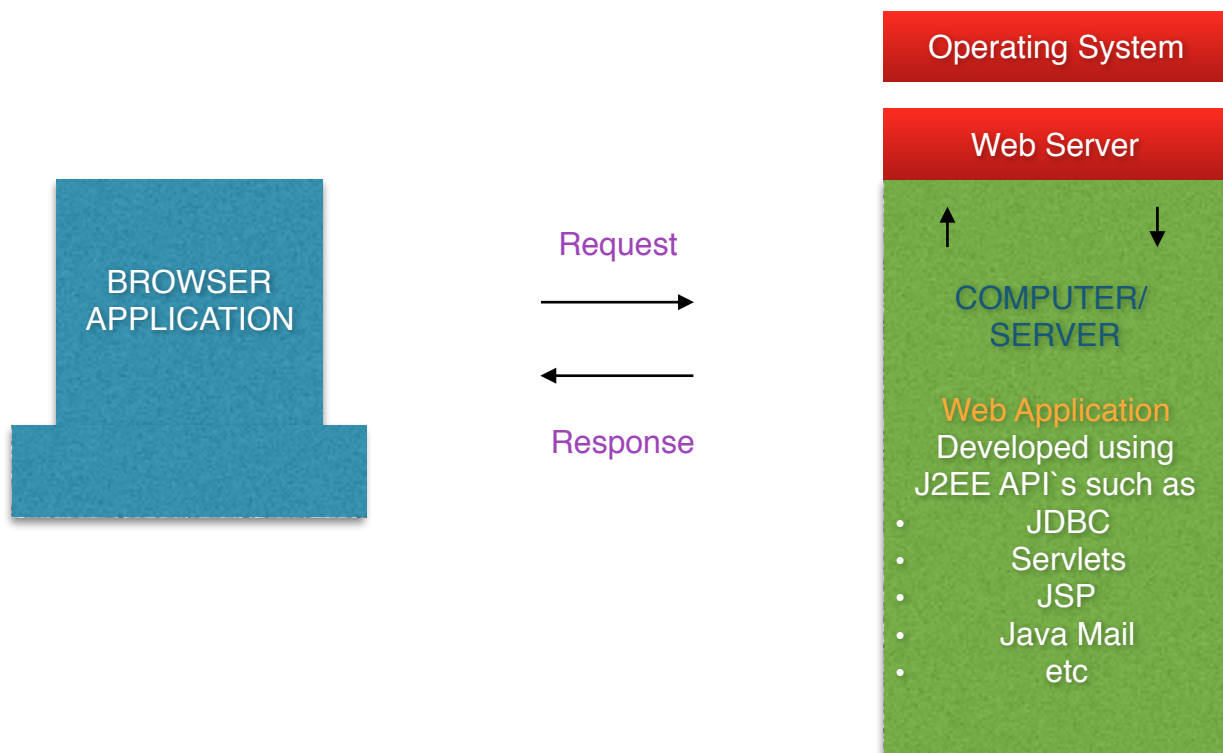 Operating System
Web Server
BROWSER
APPLICATION
Request
Response
COMPUTER/
SERVER
Web Application
Developed using
J2EE API`s such as
• JDBC
• Servlets
• JSP
• Java Mail
• etc